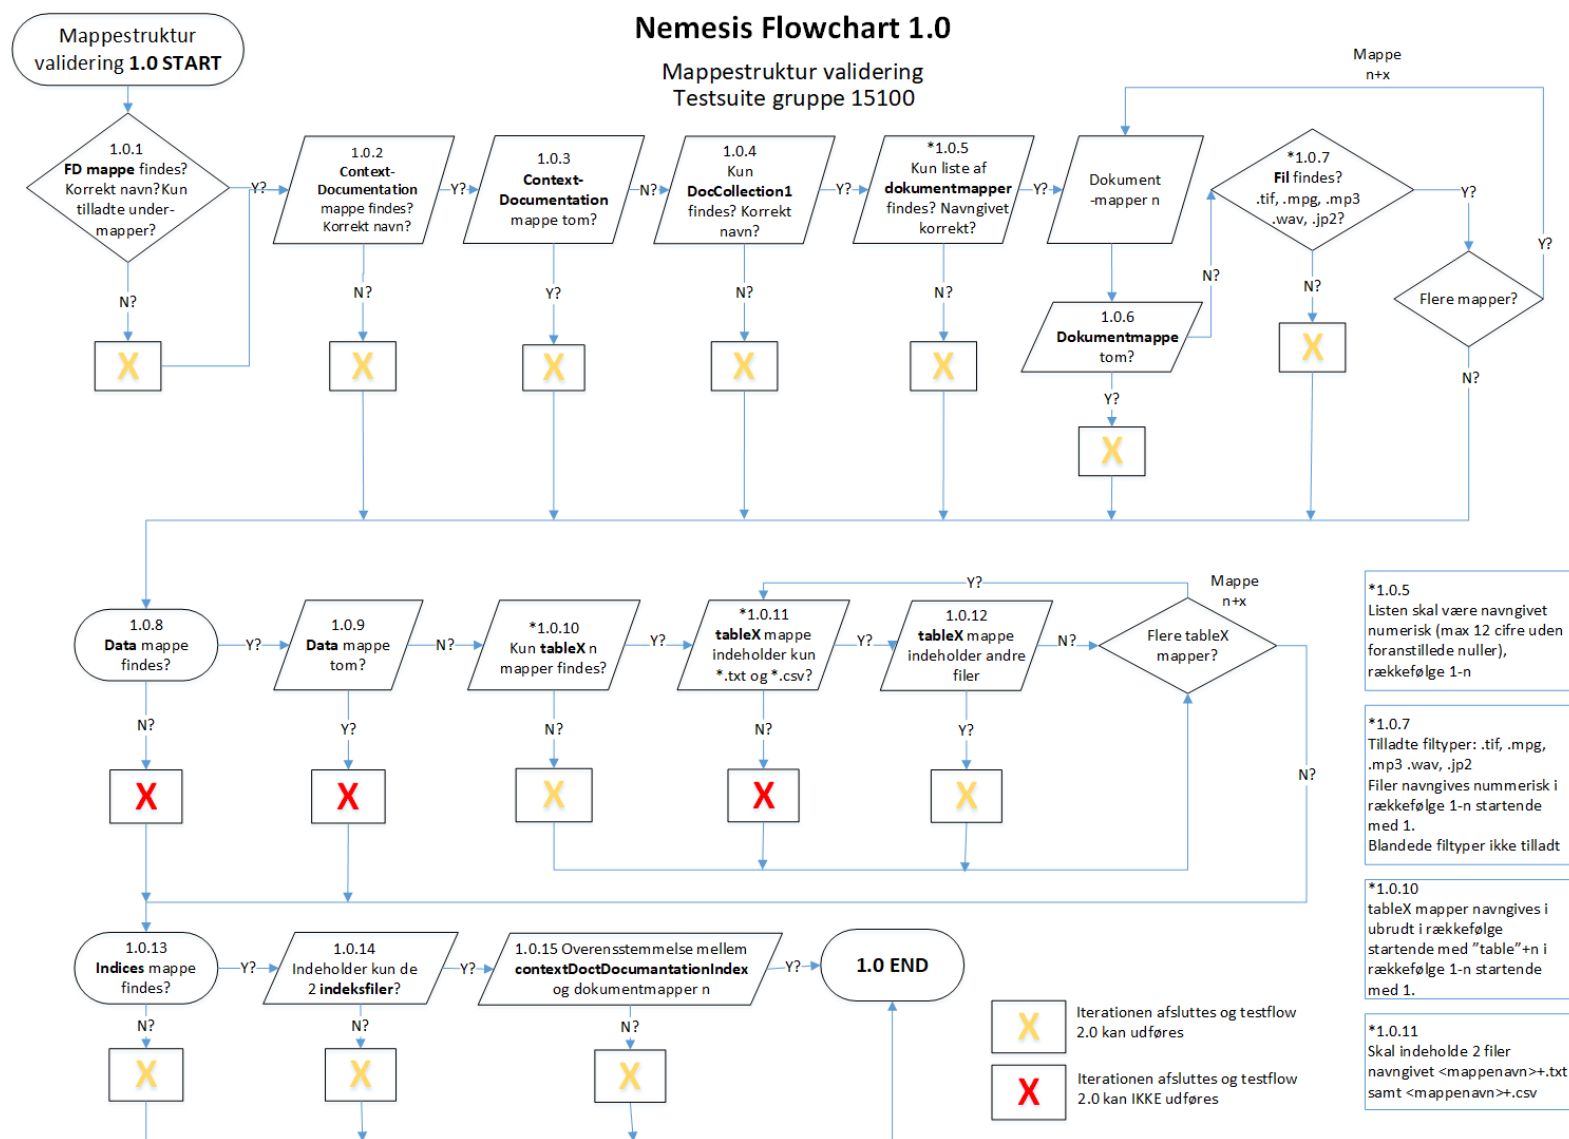 Nemesis Flowchart 1.0
Mappestruktur validering
Testsuite gruppe 15100
Mappestruktur
validering 1.0 START
Mappe
n+x
1.0.1
FD mappe findes?
Korrekt navn?Kun
tilladte under-
mapper?
Y?
N?
X
1.0.2
Context-
Documentation
mappe findes?
Korrekt navn?
Y?
N?
X
1.0.3
Context-
Documentation
mappe tom?
N?
Y?
X
1.0.4
Kun
DocCollection1
findes? Korrekt
navn?
Y?
N?
X
*1.0.5
Kun liste af
dokumentmapper
findes? Navngivet
korrekt?
Y?
N?
X
Dokument
-mapper n
1.0.6
Dokumentmappe
tom?
N?
Y?
X
*1.0.7
Fil findes?
.tif, .mpg, .mp3
.wav, .jp2?
Y?
N?
X
Flere mapper?
Y?
N?
1.0.8
Data mappe
findes?
Y?
N?
X
1.0.9
Data mappe
tom?
N?
Y?
X
*1.0.10
Kun tableX n
mapper findes?
Y?
N?
X
*1.0.11
tableX mappe
indeholder kun
*.txt og *.csv?
Y?
N?
X
1.0.12
tableX mappe
indeholder andre
filer
N?
Y?
X
Mappe
n+x
Flere tableX
mapper?
Y?
N?
1.0.13
Indices mappe
findes?
Y?
N?
X
1.0.14
Indeholder kun de
2 indeksfiler?
Y?
N?
X
1.0.15 Overensstemmelse mellem
contextDoctDocumantationIndex
og dokumentmapper n
Y?
N?
X
1.0 END
X
Iterationen afsluttes og testflow
2.0 kan udføres
X
Iterationen afsluttes og testflow
2.0 kan IKKE udføres
*1.0.5
Listen skal være navngivet
numerisk (max 12 cifre uden
foranstillede nuller),
rækkefølge 1-n
*1.0.7
Tilladte filtyper: .tif, .mpg,
.mp3 .wav, .jp2
Filer navngives nummerisk i
rækkefølge 1-n startende
med 1.
Blandede filtyper ikke tilladt
*1.0.10
tableX mapper navngives i
ubrudt i rækkefølge
startende med ”table”+n i
rækkefølge 1-n startende
med 1.
*1.0.11
Skal indeholde 2 filer
navngivet <mappenavn>+.txt
samt <mappenavn>+.csv